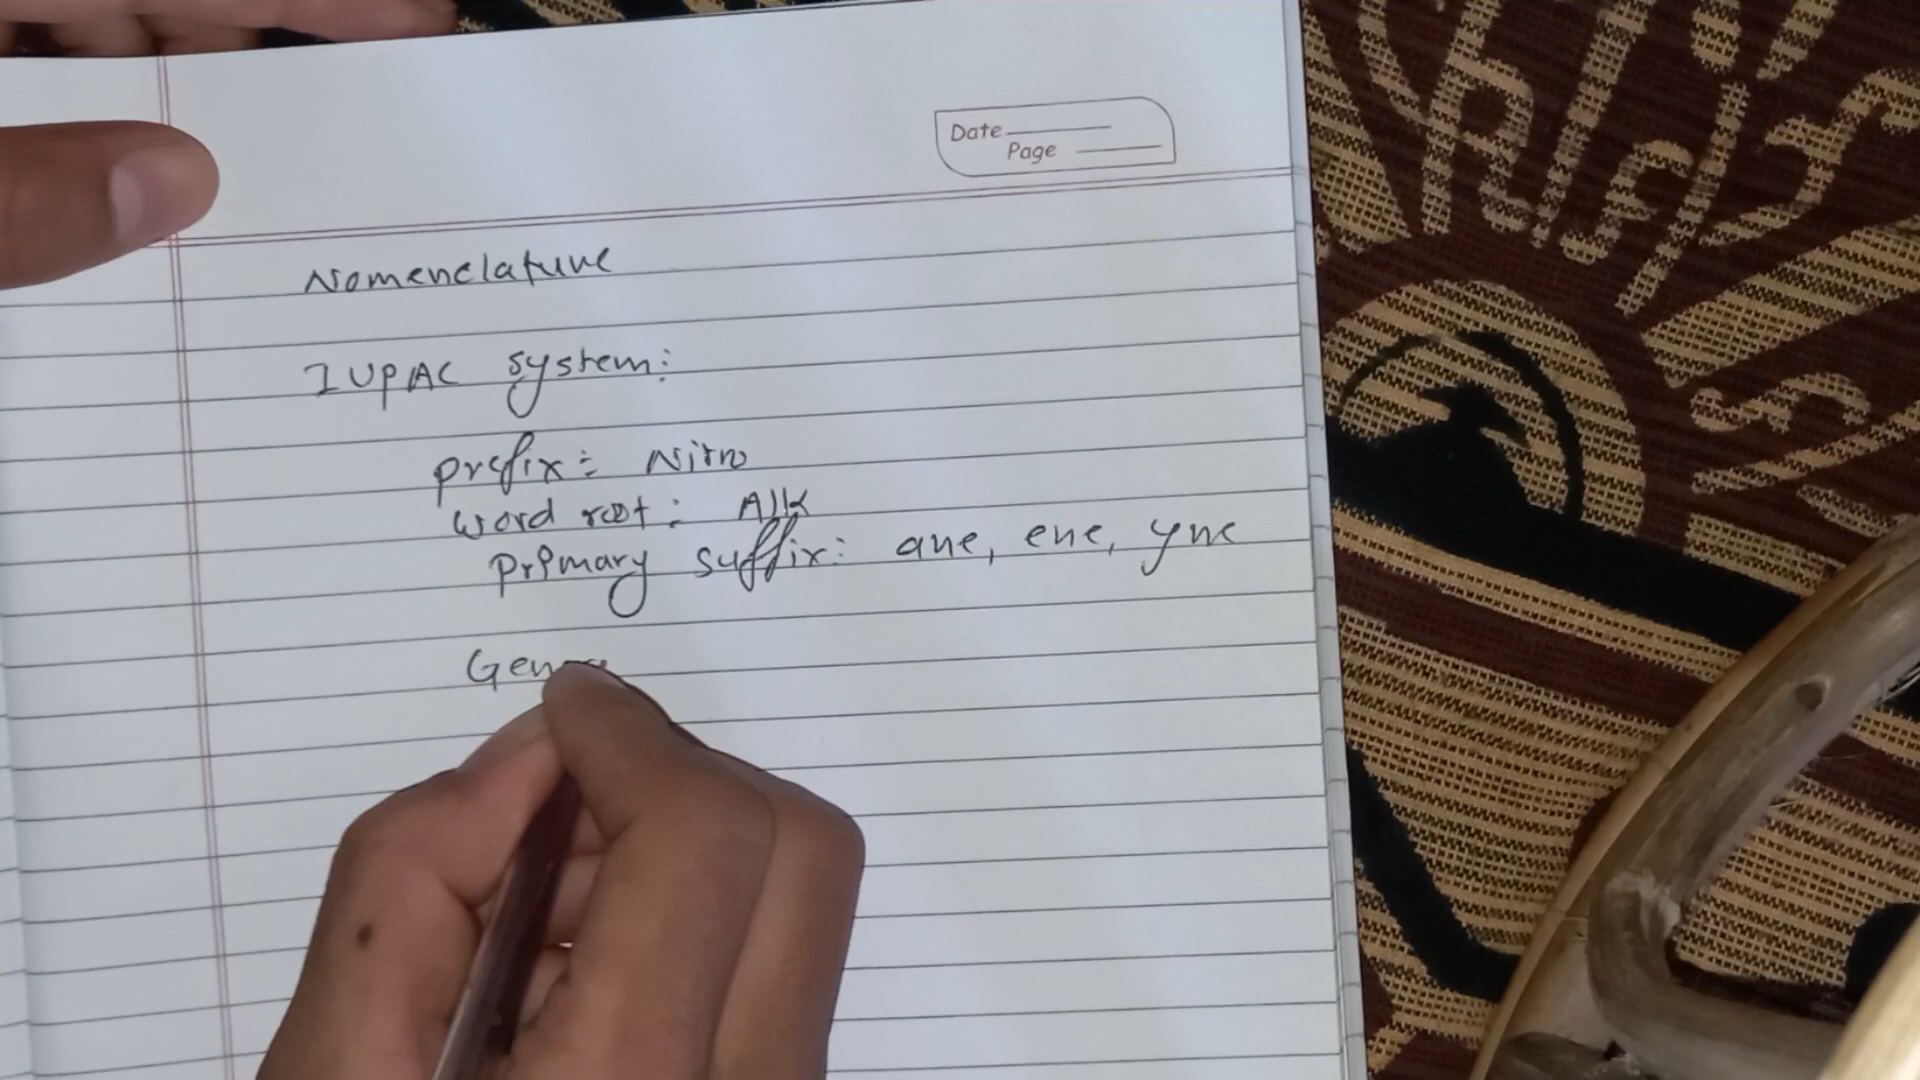 Date
Page
Nomenclature
IUPAC system:
prefix: Nitro
word root: Alk
Primary suffix: ane, ene, yne